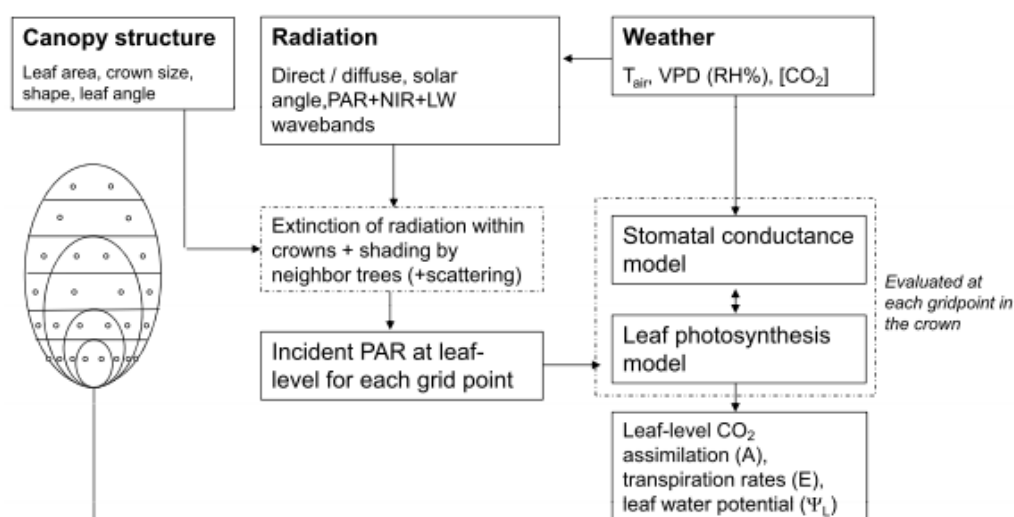 Canopy structure
Leaf area, crown size,
shape, leaf angle
Radiation
Direct / diffuse, solar
angle,PAR+NIR+LW
wavebands
Weather
Tair, VPD (RH%), [CO2]
Extinction of radiation within
crowns + shading by
neighbor trees (+scattering)
Stomatal conductance
model
Evaluated at
each gridpoint in
the crown
Incident PAR at leaf-
level for each grid point
Leaf photosynthesis
model
Leaf-level CO2
assimilation (A),
transpiration rates (E),
leaf water potential (ΨL)